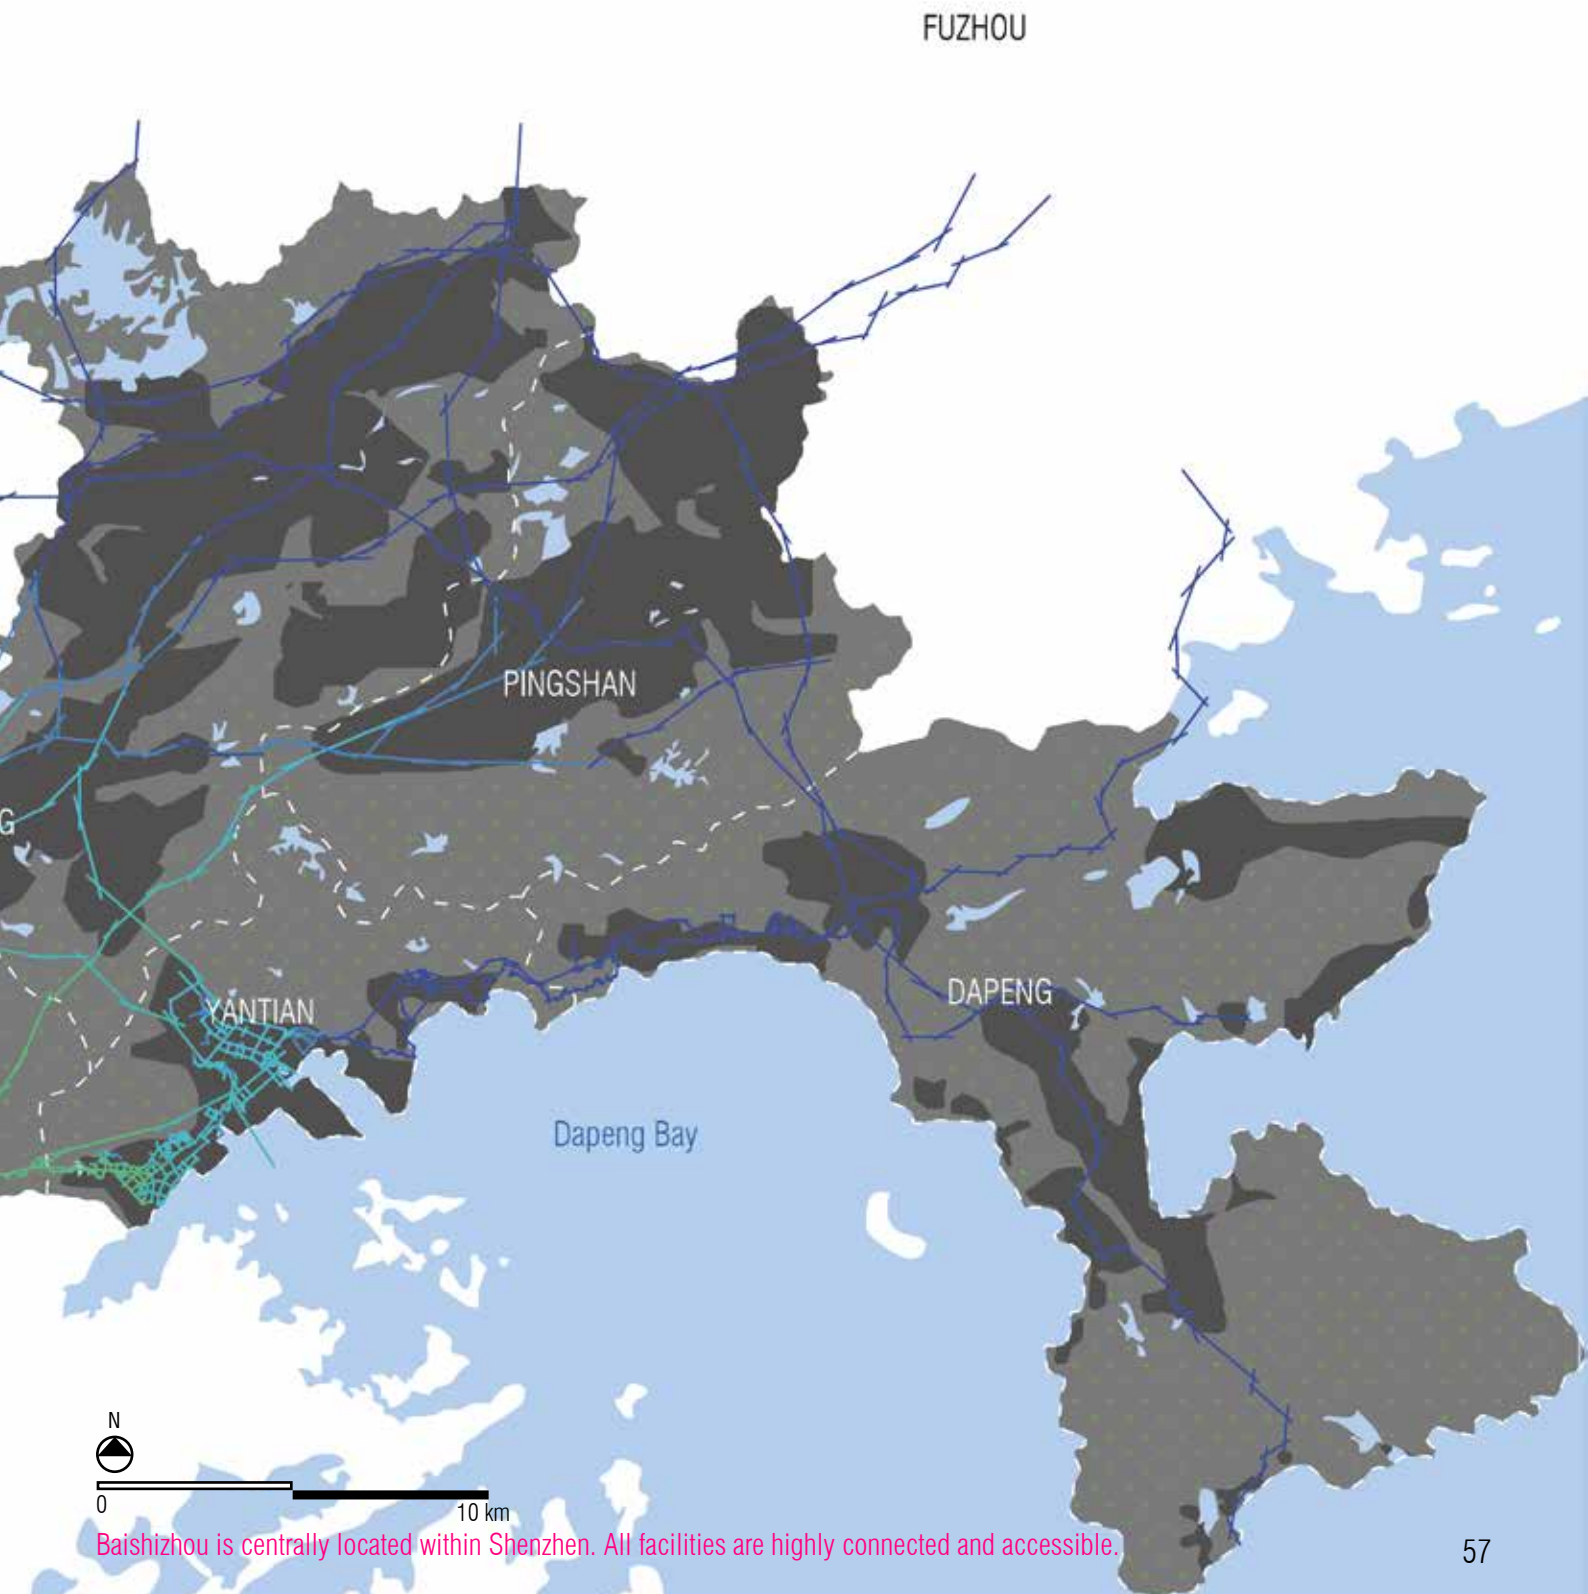 FUZHOU
PINGSHAN
G
YANTIAN
DAPENG
Dapeng Bay
N
0
10 km
Baishizhou is centrally located within Shenzhen. All facilities are highly connected and accessible.
57